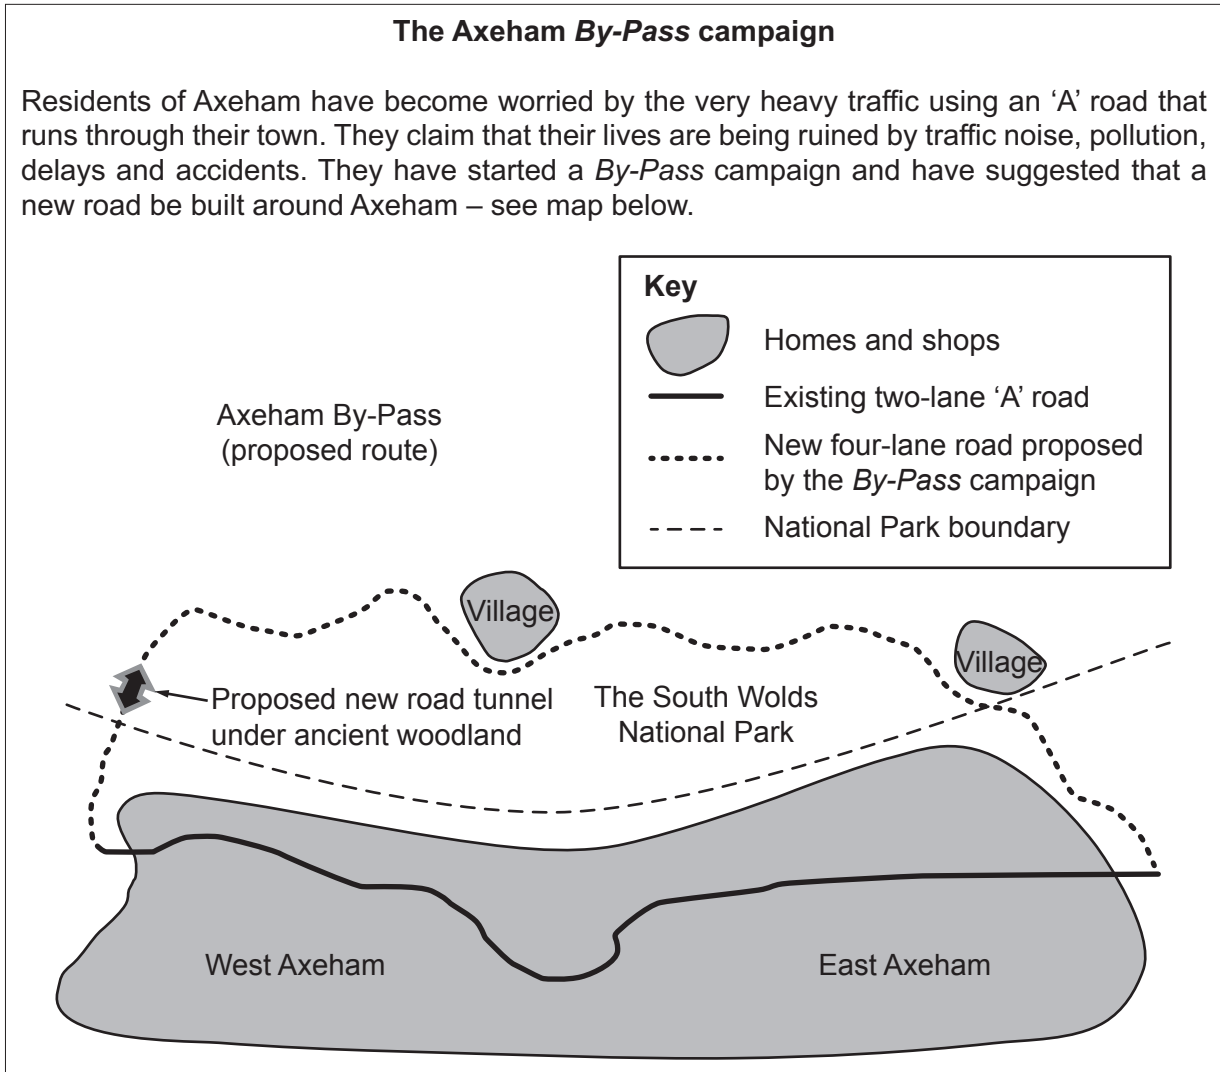 The Axeham By-Pass campaign
Residents of Axeham have become worried by the very heavy traffic using an ‘A’ road that
runs through their town. They claim that their lives are being ruined by traffic noise, pollution,
delays and accidents. They have started a By-Pass campaign and have suggested that a
new road be built around Axeham – see map below.
Key
Homes and shops
Existing two-lane ‘A’ road
New four-lane road proposed
by the By-Pass campaign
National Park boundary
Axeham By-Pass
(proposed route)
Village
Village
Proposed new road tunnel
under ancient woodland
The South Wolds
National Park
West Axeham
East Axeham